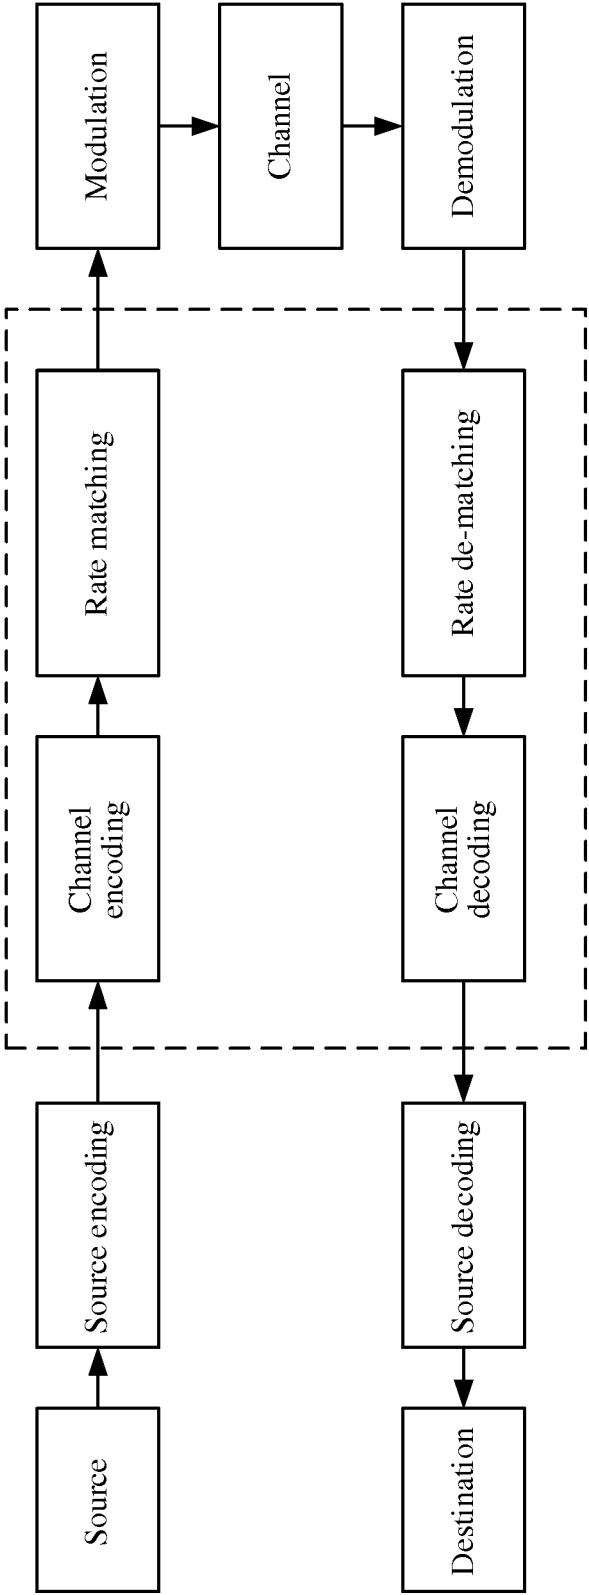 Source
Source encoding
Channel
encoding
Rate matching
Modulation
Channel
Demodulation
Rate de-matching
Channel
decoding
Source decoding
Destination